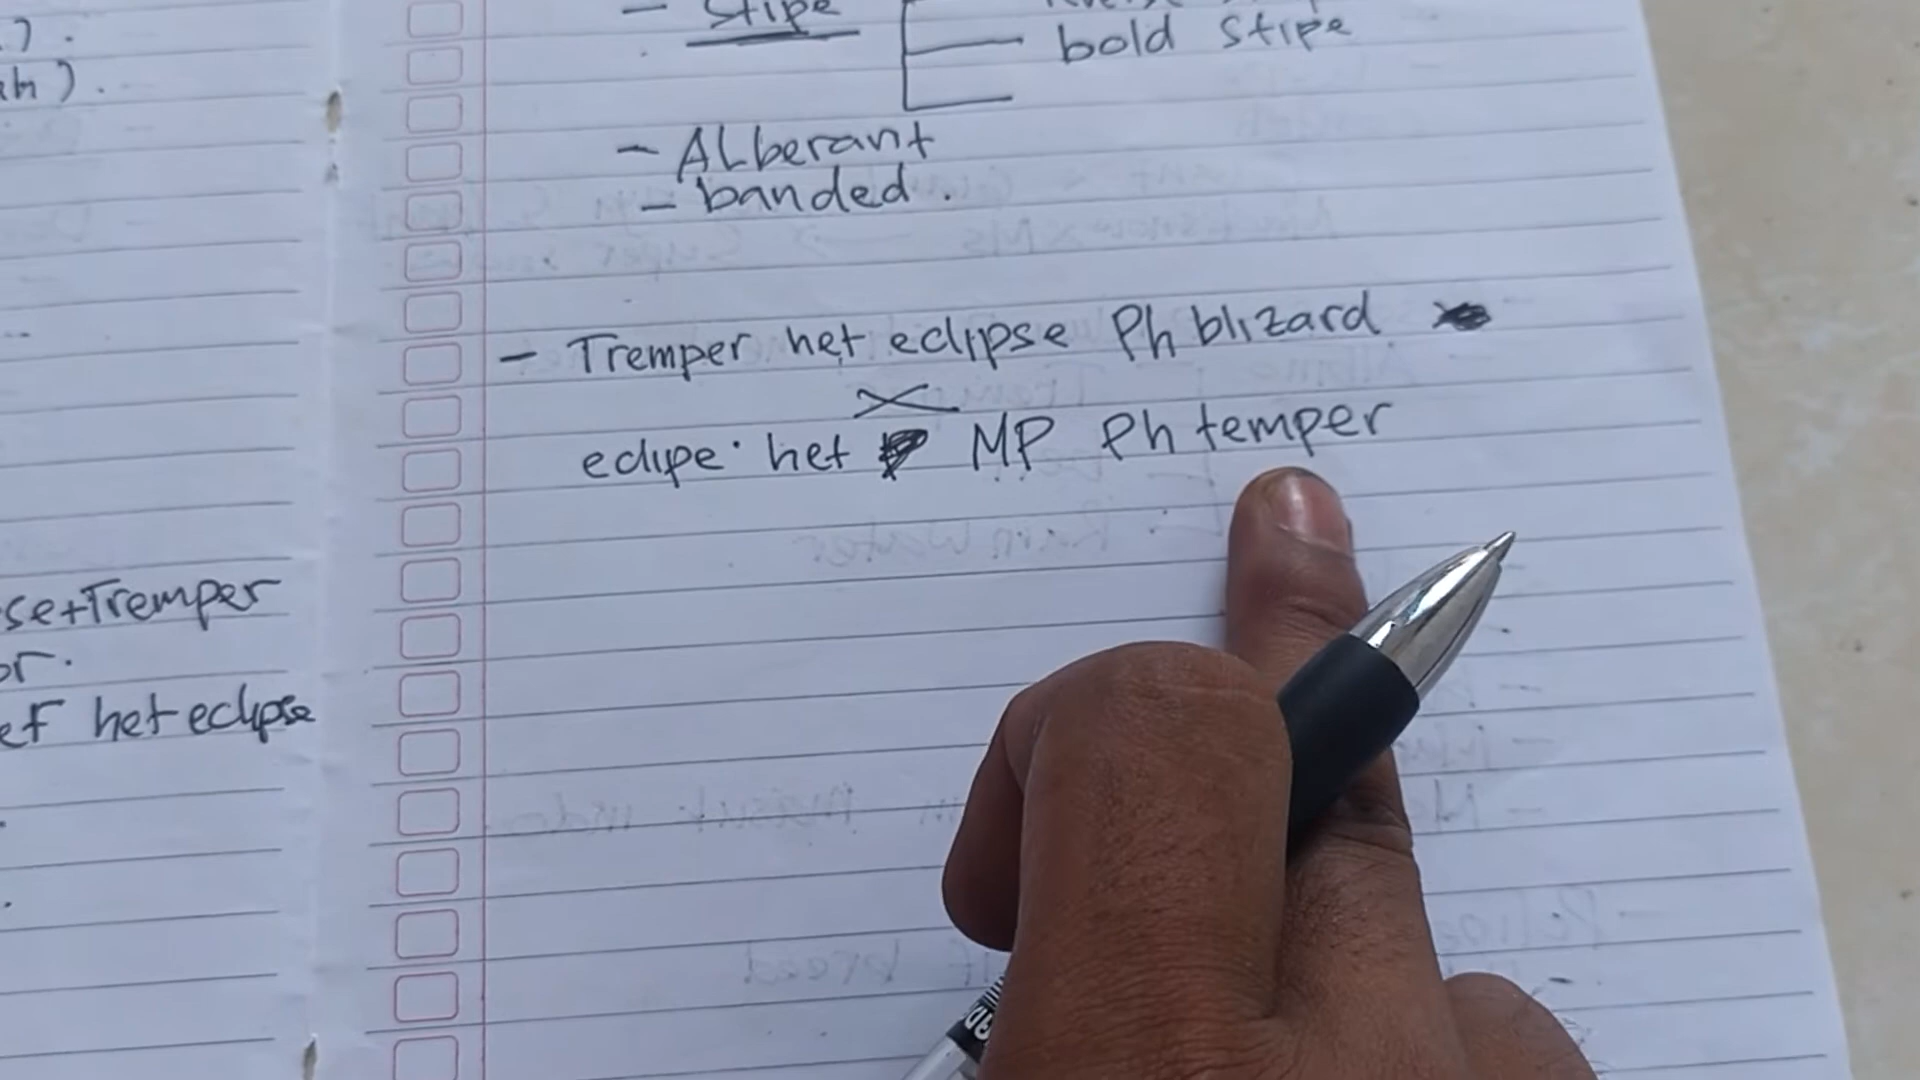 - stipe
bold stipe
- ALberant
- banded.
- Tremper het eclipse Ph blizard
×
eclipe· het MP Ph temper
se+Tremper
or.
ef het eclipse